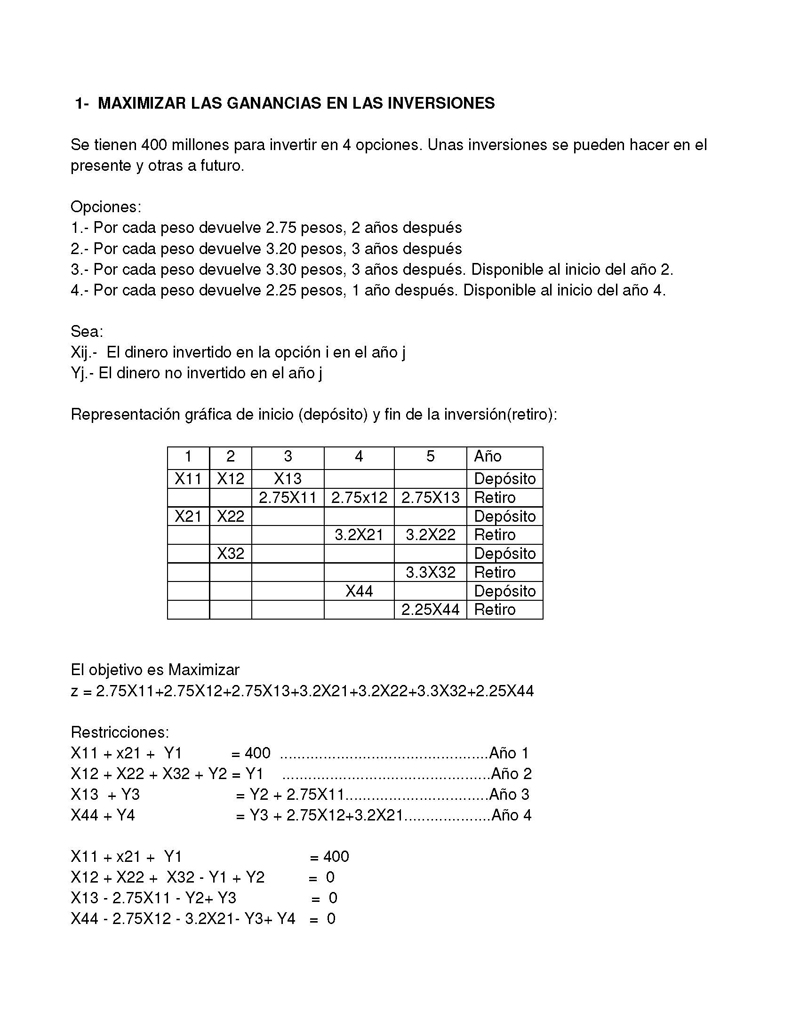 1- MAXIMIZAR LAS GANANCIAS EN LAS INVERSIONES
Se tienen 400 millones para invertir en 4 opciones. Unas inversiones se pueden hacer en el
presente y otras a futuro.
Opciones:
1.- Por cada peso devuelve 2.75 pesos, 2 años después
2.- Por cada peso devuelve 3.20 pesos, 3 años después
3.- Por cada peso devuelve 3.30 pesos, 3 años después. Disponible al inicio del año 2.
4.- Por cada peso devuelve 2.25 pesos, 1 año después. Disponible al inicio del año 4.
Sea:
Xij.- El dinero invertido en la opción i en el año j
Yj.- El dinero no invertido en el año j
Representación gráfica de inicio (depósito) y fin de la inversión(retiro):
1 2 3 4 5 Año
X11 X12 X13 Depósito
2.75X11 2.75x12 2.75X13 Retiro
X21 X22 Depósito
3.2X21 3.2X22 Retiro
X32 Depósito
3.3X32 Retiro
X44 Depósito
2.25X44 Retiro
El objetivo es Maximizar
z = 2.75X11+2.75X12+2.75X13+3.2X21+3.2X22+3.3X32+2.25X44
Restricciones:
X11 + x21 + Y1 = 400 ................................................Año 1
X12 + X22 + X32 + Y2 = Y1 ................................................Año 2
X13 + Y3 = Y2 + 2.75X11.................................Año 3
X44 + Y4 = Y3 + 2.75X12+3.2X21....................Año 4
X11 + x21 + Y1 = 400
X12 + X22 + X32 - Y1 + Y2 = 0
X13 - 2.75X11 - Y2+ Y3 = 0
X44 - 2.75X12 - 3.2X21- Y3+ Y4 = 0